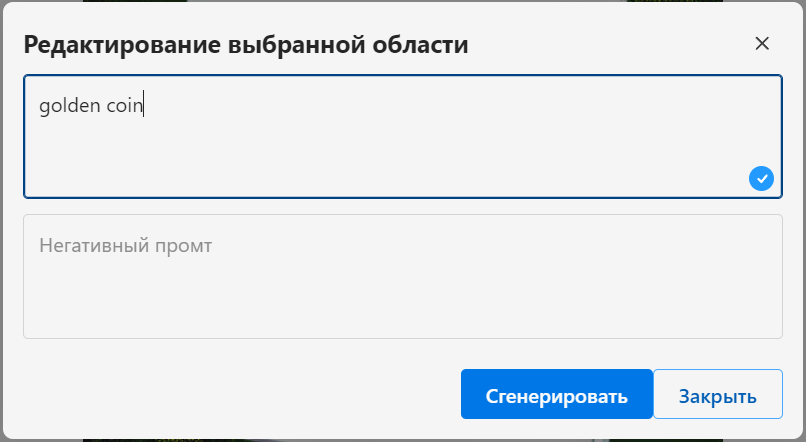 Редактирование выбранной области
golden coin
Негативный промт
Сгенерировать
Закрыть